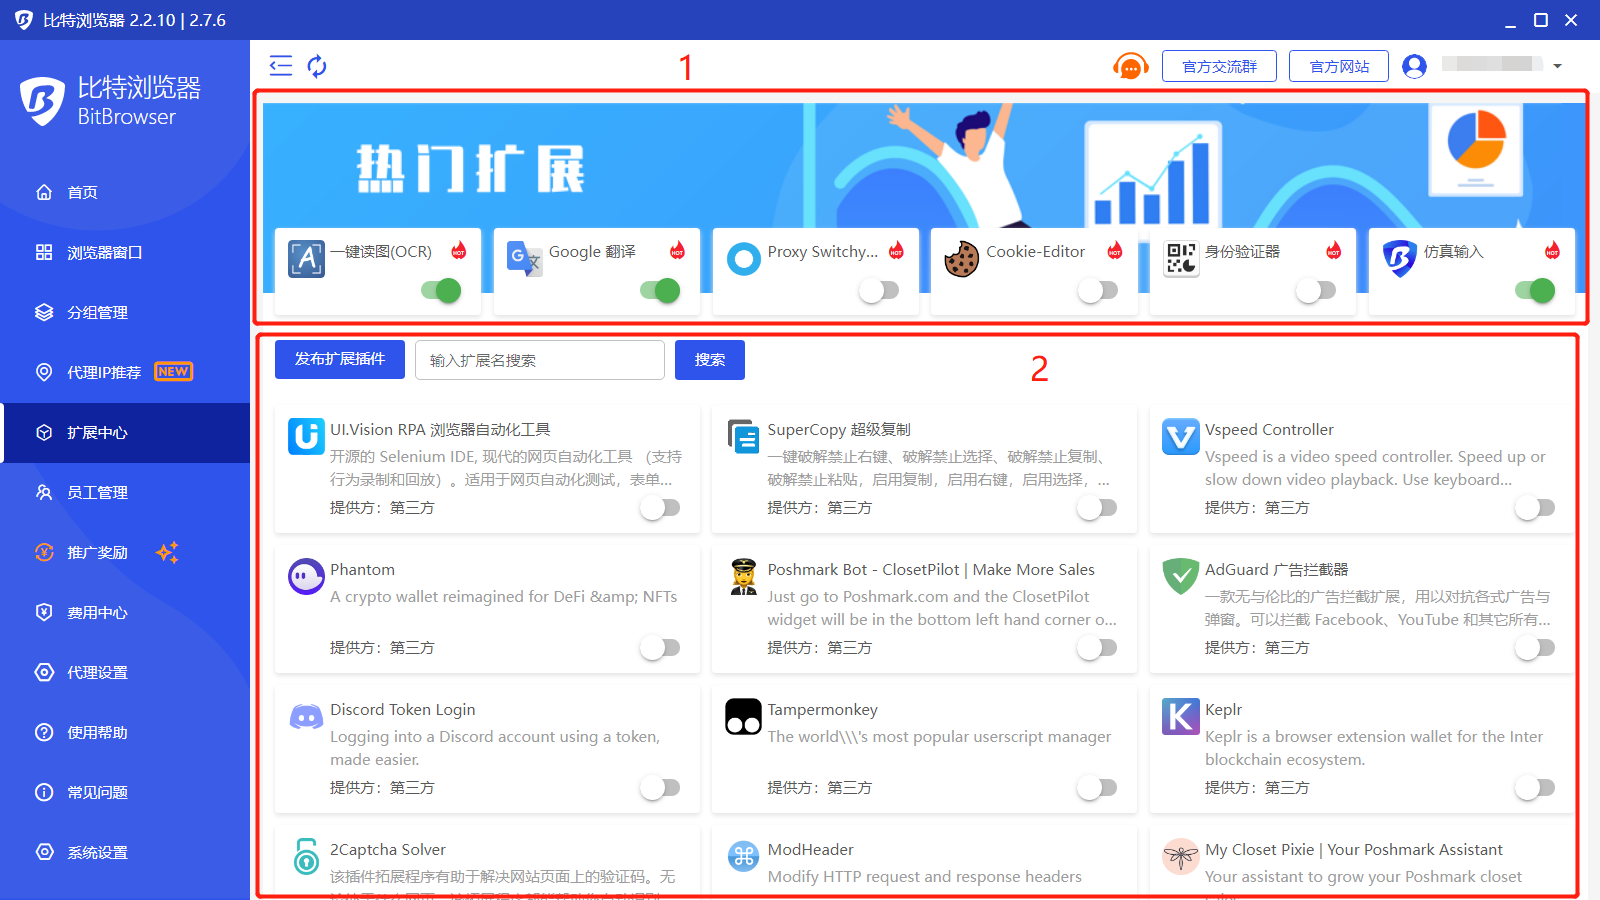 比特浏览器 2.2.10 | 2.7.6
比特浏览器
BitBrowser
首页
浏览器窗口
分组管理
代理IP推荐 NEW
扩展中心
员工管理
推广奖励
费用中心
代理设置
使用帮助
常见问题
系统设置
1
官方交流群
官方网站
热门扩展
一键读图(OCR) HOT
Google 翻译 HOT
Proxy Switchy... HOT
Cookie-Editor HOT
身份验证器 HOT
仿真输入 HOT
发布扩展插件
输入扩展名搜索
搜索
2
UI.Vision RPA 浏览器自动化工具
开源的 Selenium IDE, 现代的网页自动化工具 （支持
行为录制和回放）。适用于网页自动化测试，表单...
提供方：第三方
SuperCopy 超级复制
一键破解禁止右键、破解禁止选择、破解禁止复制、
破解禁止粘贴，启用复制，启用右键，启用选择，...
提供方：第三方
Vspeed Controller
Vspeed is a video speed controller. Speed up or
slow down video playback. Use keyboard...
提供方：第三方
Phantom
A crypto wallet reimagined for DeFi &amp; NFTs
提供方：第三方
Poshmark Bot - ClosetPilot | Make More Sales
Just go to Poshmark.com and the ClosetPilot
widget will be in the bottom left hand corner o...
提供方：第三方
AdGuard 广告拦截器
一款无与伦比的广告拦截扩展，用以对抗各式广告与
弹窗。可以拦截 Facebook、YouTube 和其它所有...
提供方：第三方
Discord Token Login
Logging into a Discord account using a token,
made easier.
提供方：第三方
Tampermonkey
The world\\\'s most popular userscript manager
提供方：第三方
Keplr
Keplr is a browser extension wallet for the Inter
blockchain ecosystem.
提供方：第三方
2Captcha Solver
该插件拓展程序有助于解决网站页面上的验证码。无
ModHeader
Modify HTTP request and response headers
My Closet Pixie | Your Poshmark Assistant
Your assistant to grow your Poshmark closet